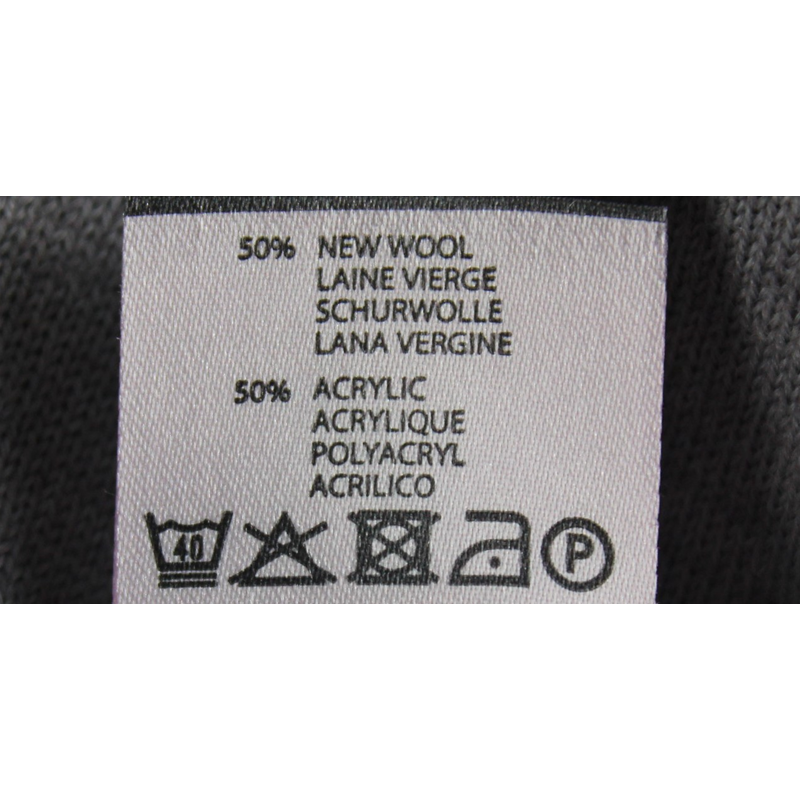 50% NEW WOOL
LAINE VIERGE
SCHURWOLLE
LANA VERGINE
50% ACRYLIC
ACRYLIQUE
POLYACRYL
ACRILICO
40 P